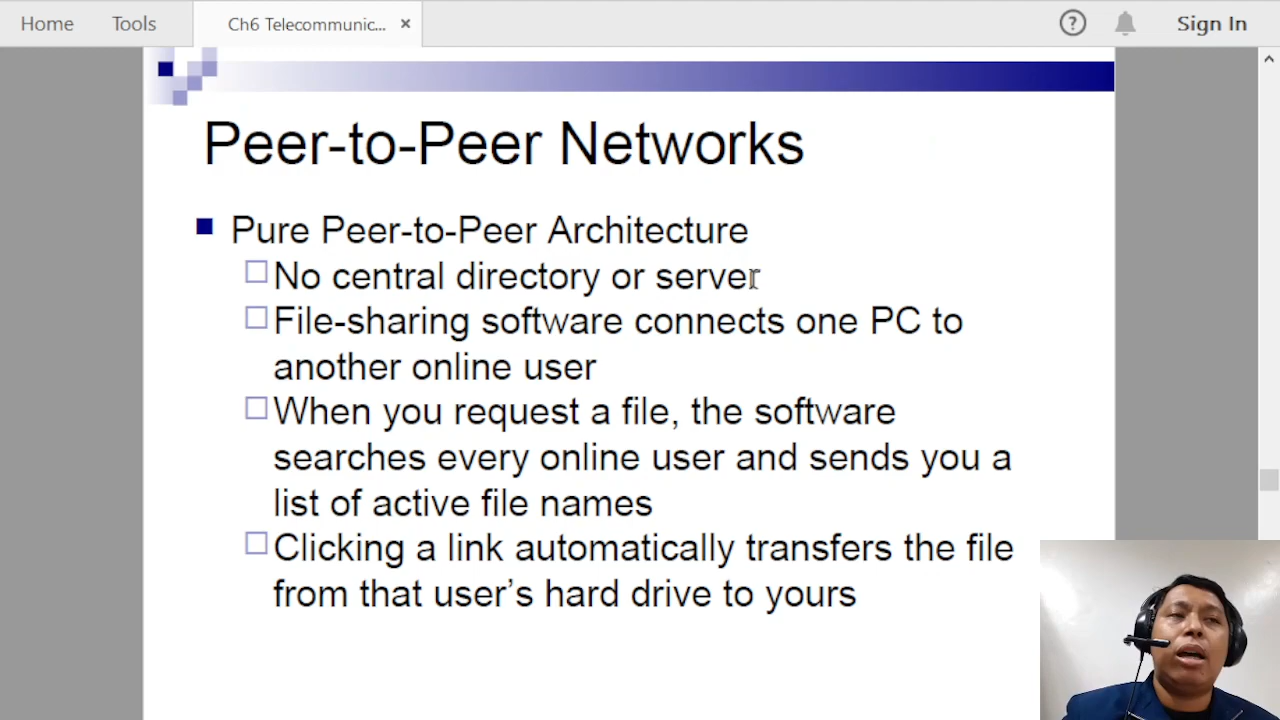 Home Tools Ch6 Telecommunic... × ? Sign In
Peer-to-Peer Networks
Pure Peer-to-Peer Architecture
No central directory or server
File-sharing software connects one PC to
another online user
When you request a file, the software
searches every online user and sends you a
list of active file names
Clicking a link automatically transfers the file
from that user’s hard drive to yours